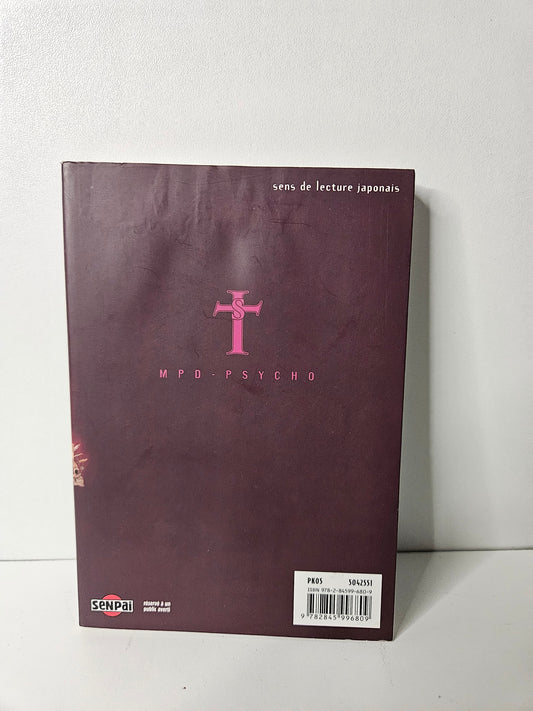 sens de lecture japonais
S
MPD-PSYCHO
PK05 5042551
ISBN 978-2-84599-680-9
9 782845 996809
SENPAI
réservé à un
public averti